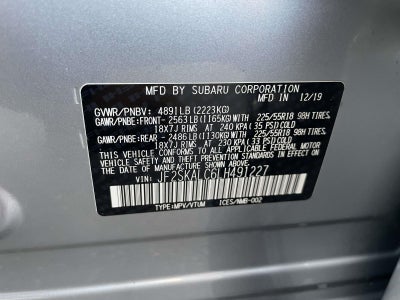 MFD BY SUBARU CORPORATION
GVWR/PNBV: 4891LB(2223KG) MFD IN 12/19
GAWR/PNBE:FRONT- 2563LB(1165KG)WITH 225/55R18 98H TIRES
18X7J RIMS AT 240 KPA(35 PSI)COLD
GAWR/PNBE:REAR - 2486LB(1130KG)WITH 225/55R18 98H TIRES
18X7J RIMS AT 230 KPA(33 PSI)COLD
THIS VEHICLE CONFORMS TO ALL APPLICABLE FEDERAL MOTOR
VEHICLE SAFETY AND THEFT PREVENTION STANDARDS IN EFFECT
ON THE DATE OF MANUFACTURE SHOWN ABOVE.
VIN: JF2SKALC6LH491227
TYPE:MPV/VTUM ICES/NMB-002